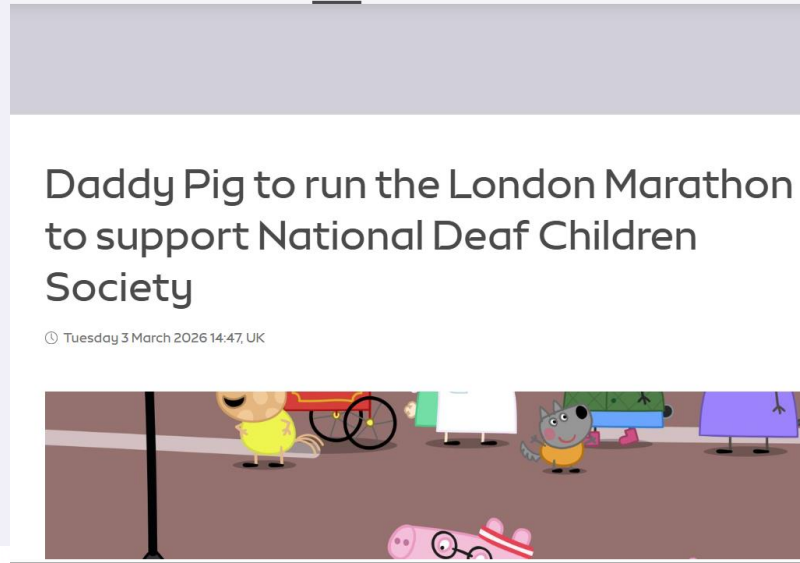 Daddy Pig to run the London Marathon
to support National Deaf Children
Society
Tuesday 3 March 2026 14:47, UK